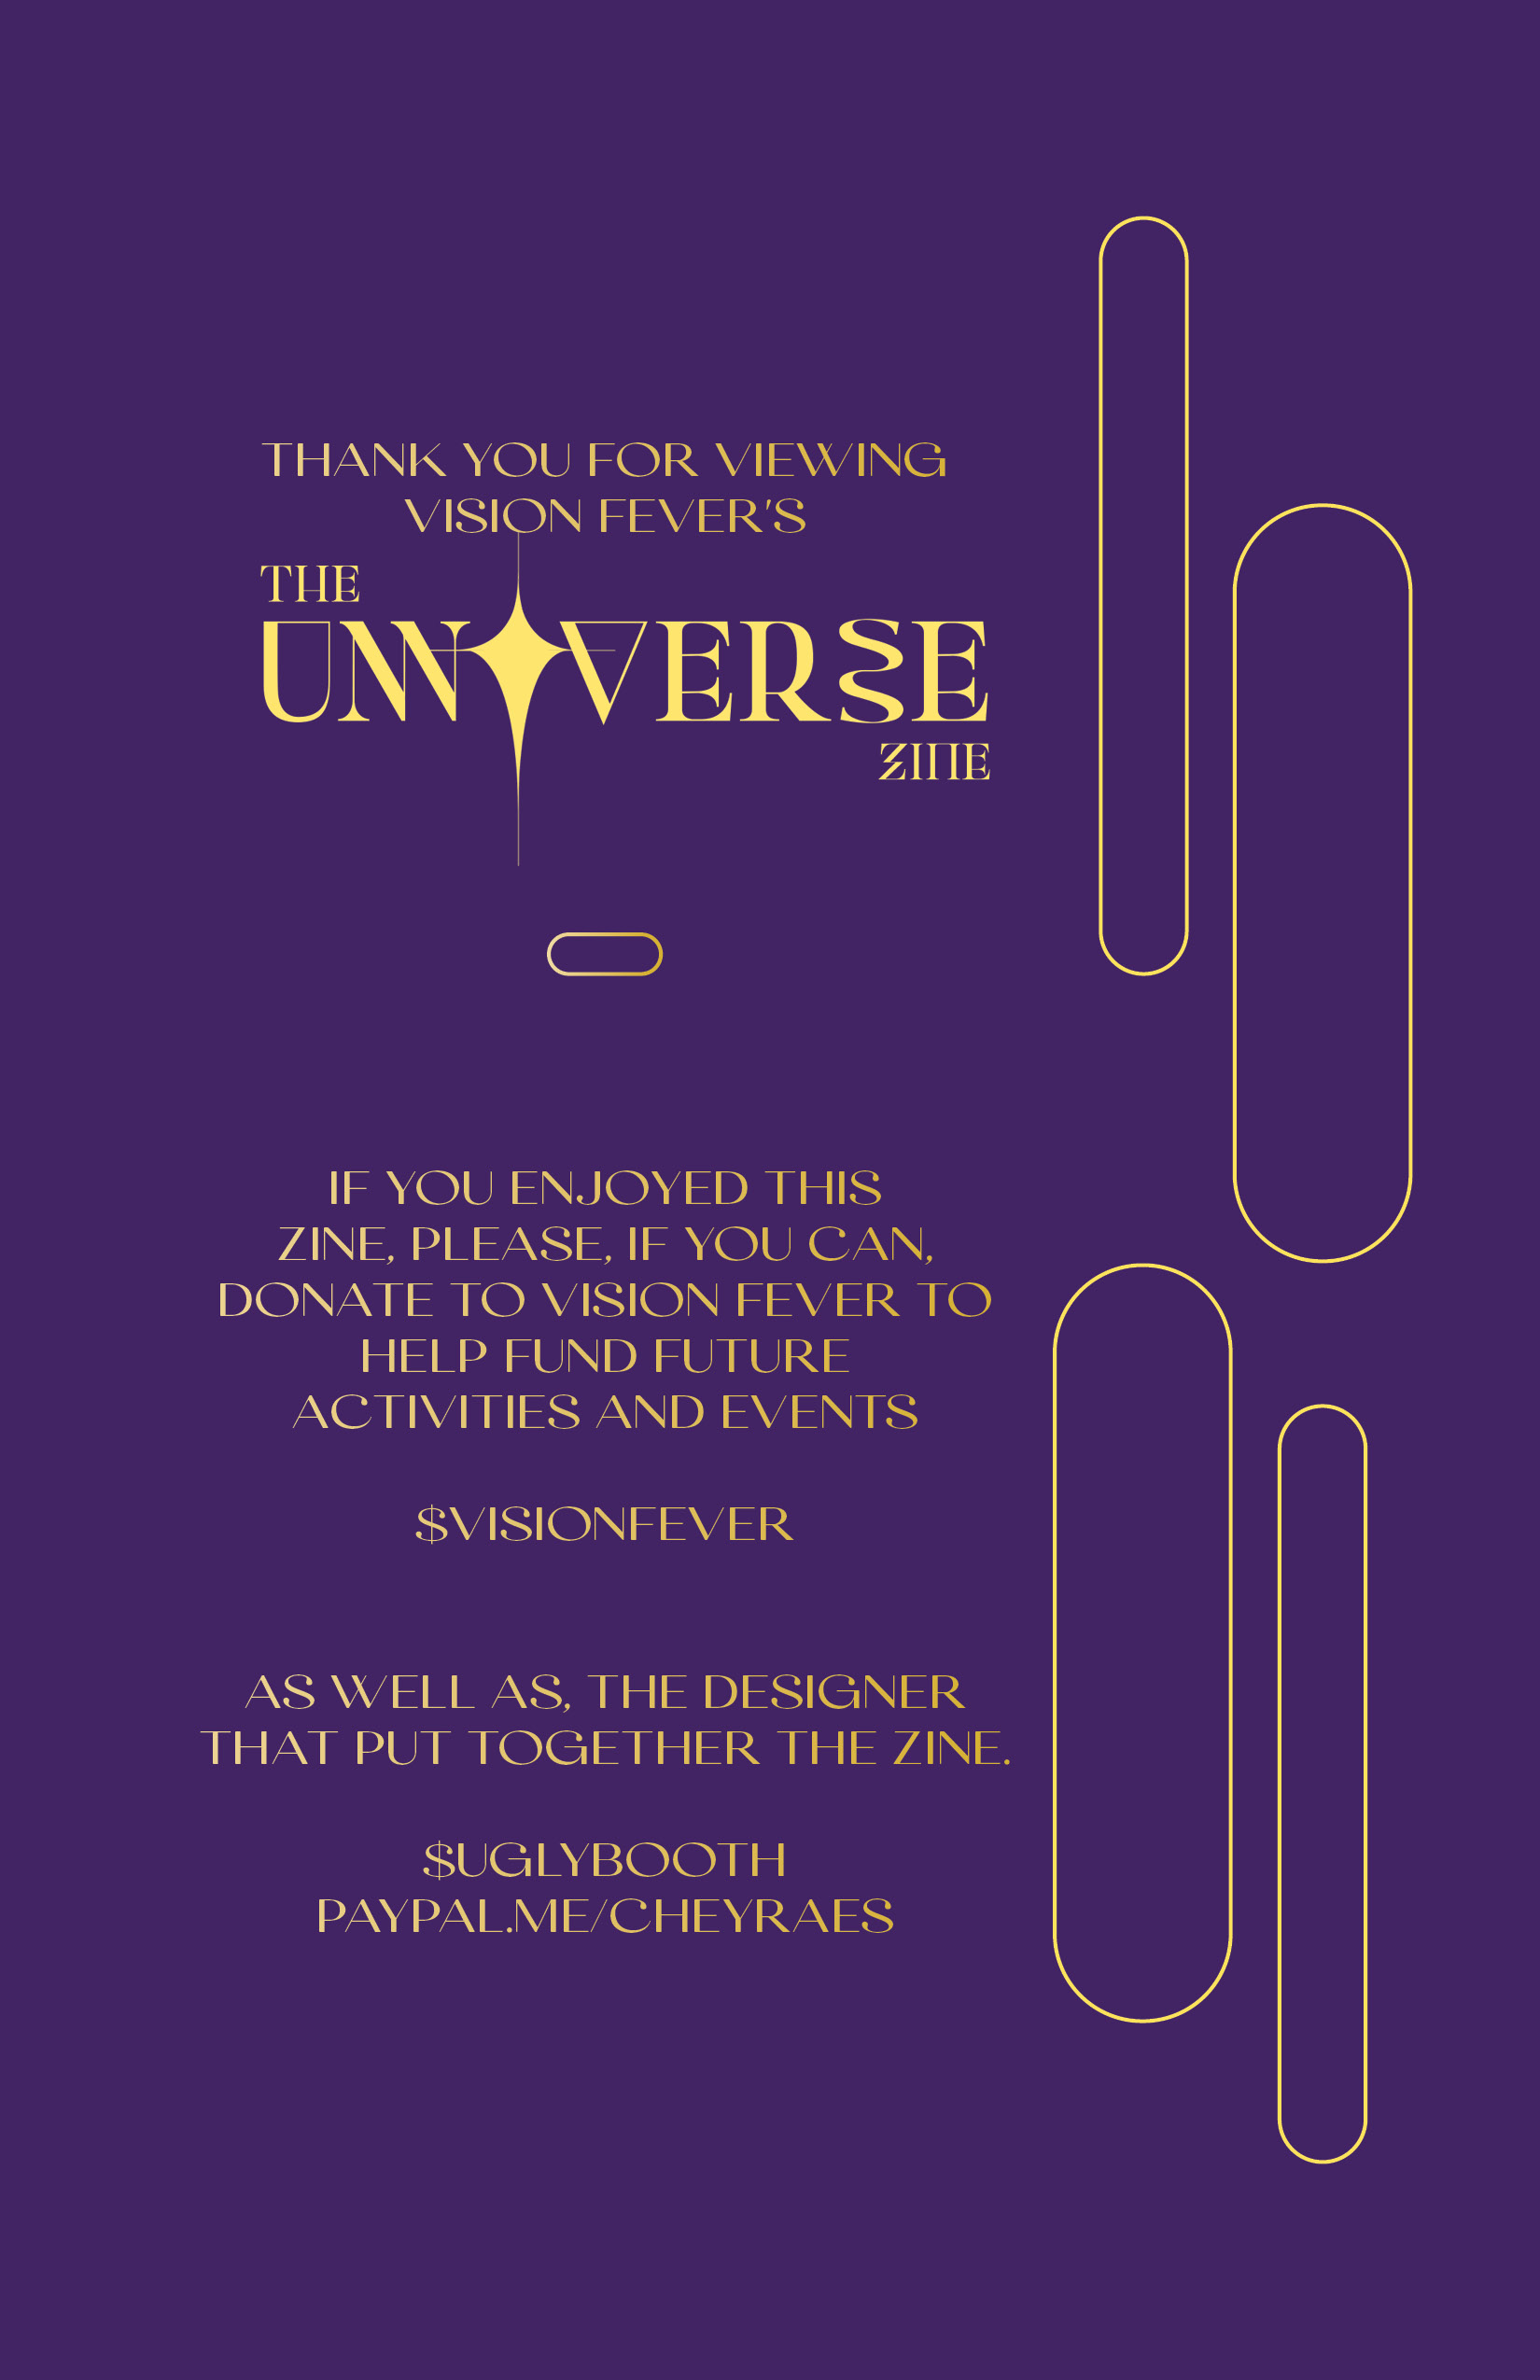 THANK YOU FOR VIEWING
VISION FEVER'S
THE
UNIVERSE
ZINE
IF YOU ENJOYED THIS
ZINE, PLEASE, IF YOU CAN,
DONATE TO VISION FEVER TO
HELP FUND FUTURE
ACTIVITIES AND EVENTS
$VISIONFEVER
AS WELL AS, THE DESIGNER
THAT PUT TOGETHER THE ZINE.
$UGLYBOOTH
PAYPAL.ME/CHEYRAES